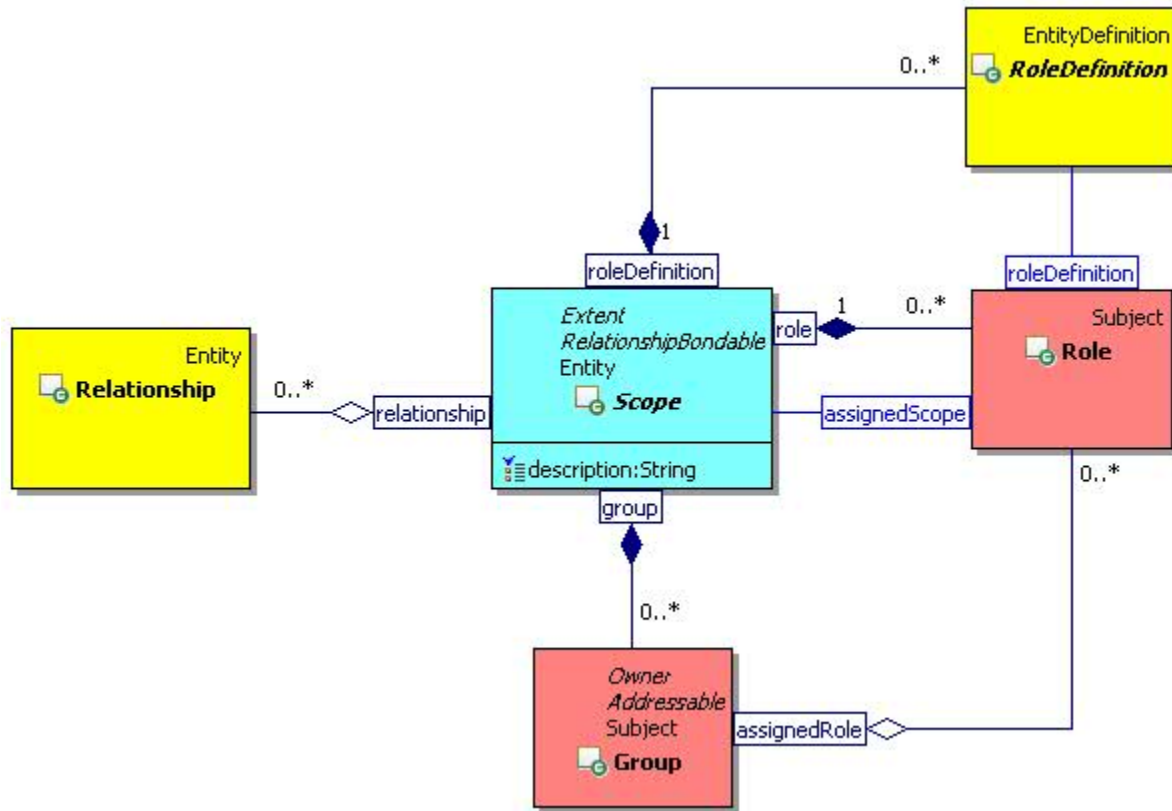 EntityDefinition
RoleDefinition
0..*
1
roleDefinition
roleDefinition
Extent
RelationshipBondable
Entity
Scope
description:String
role
1
0..*
Subject
Role
Entity
Relationship
0..*
relationship
assignedScope
group
0..*
0..*
Owner
Addressable
Subject
Group
assignedRole